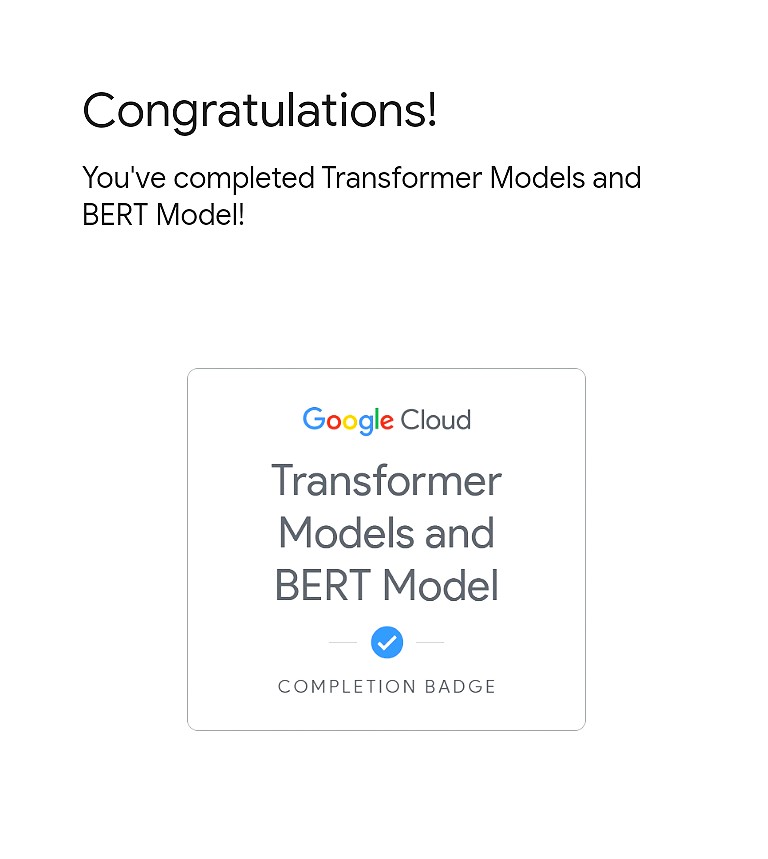 Congratulations!
You've completed Transformer Models and
BERT Model!
Google Cloud
Transformer
Models and
BERT Model
COMPLETION BADGE